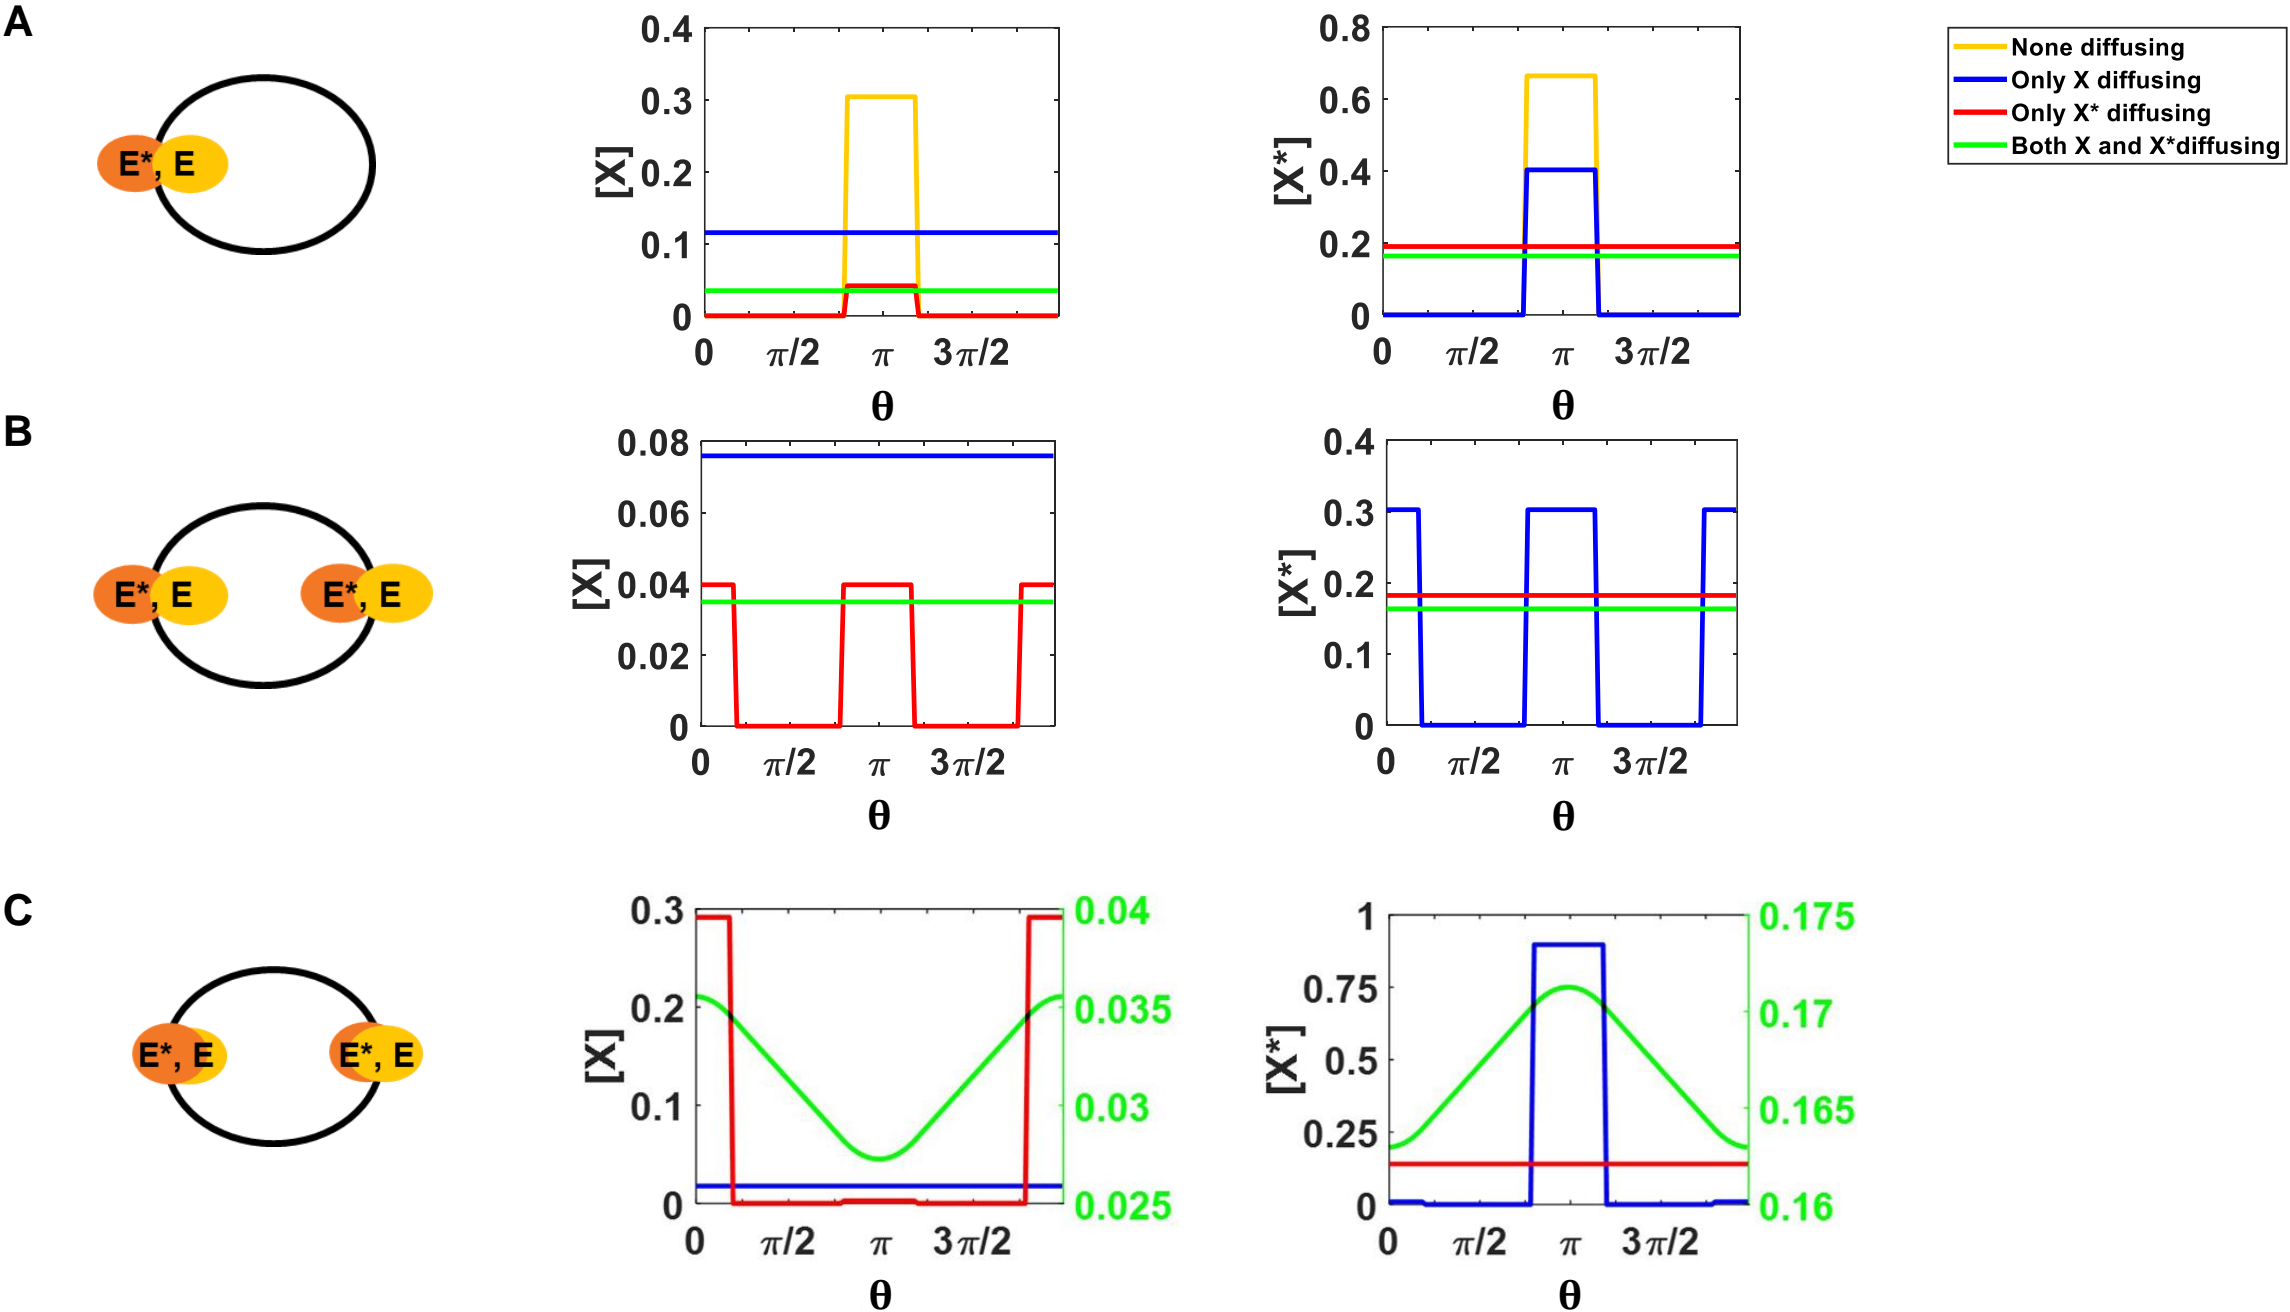 A
E*, E
0.4
0.3
0.2
0.1
0
[X]
0 π/2 π 3π/2
θ
0.8
0.6
0.4
0.2
0
[X*]
0 π/2 π 3π/2
θ
None diffusing
Only X diffusing
Only X* diffusing
Both X and X*diffusing
B
E*, E
E*, E
0.08
0.06
0.04
0.02
0
[X]
0 π/2 π 3π/2
θ
0.4
0.3
0.2
0.1
0
[X*]
0 π/2 π 3π/2
θ
C
E*, E
E*, E
0.3
0.2
0.1
0
[X]
0.04
0.035
0.03
0.025
0 π/2 π 3π/2
θ
1
0.75
0.5
0.25
0
[X*]
0.175
0.17
0.165
0.16
0 π/2 π 3π/2
θ